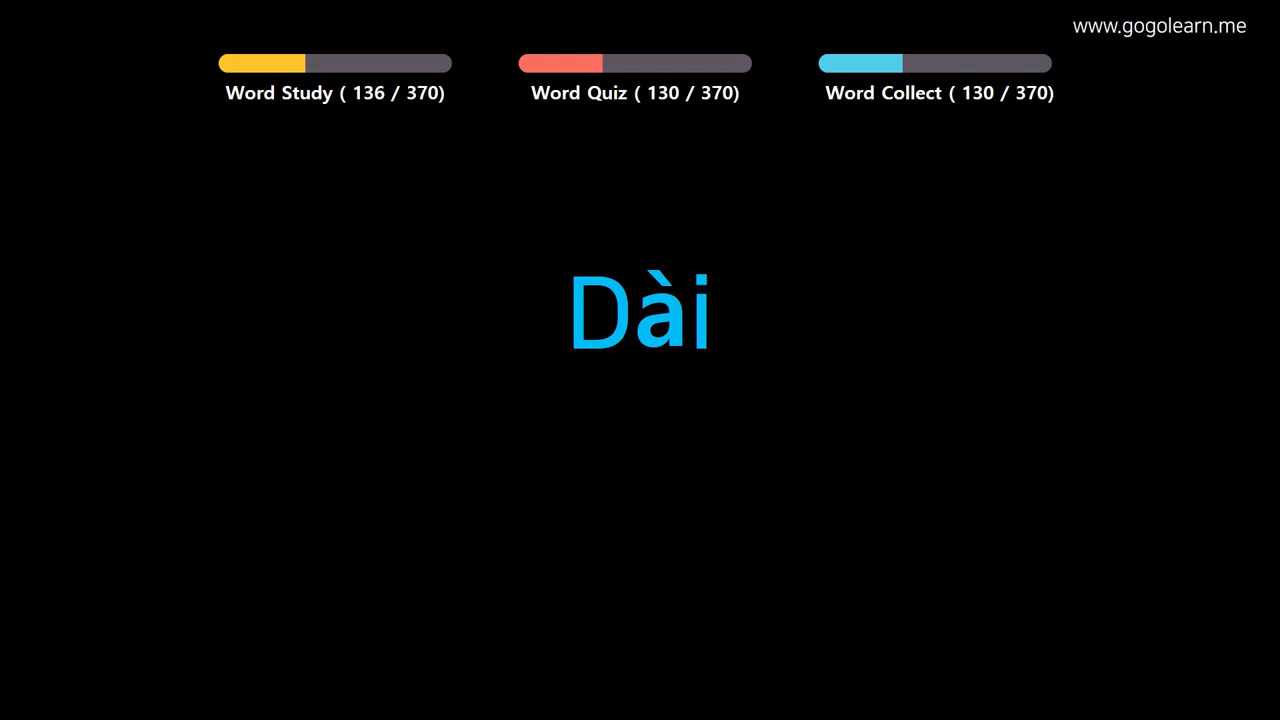 www.gogolearn.me
Word Study ( 136 / 370)
Word Quiz ( 130 / 370)
Word Collect ( 130 / 370)
Dài